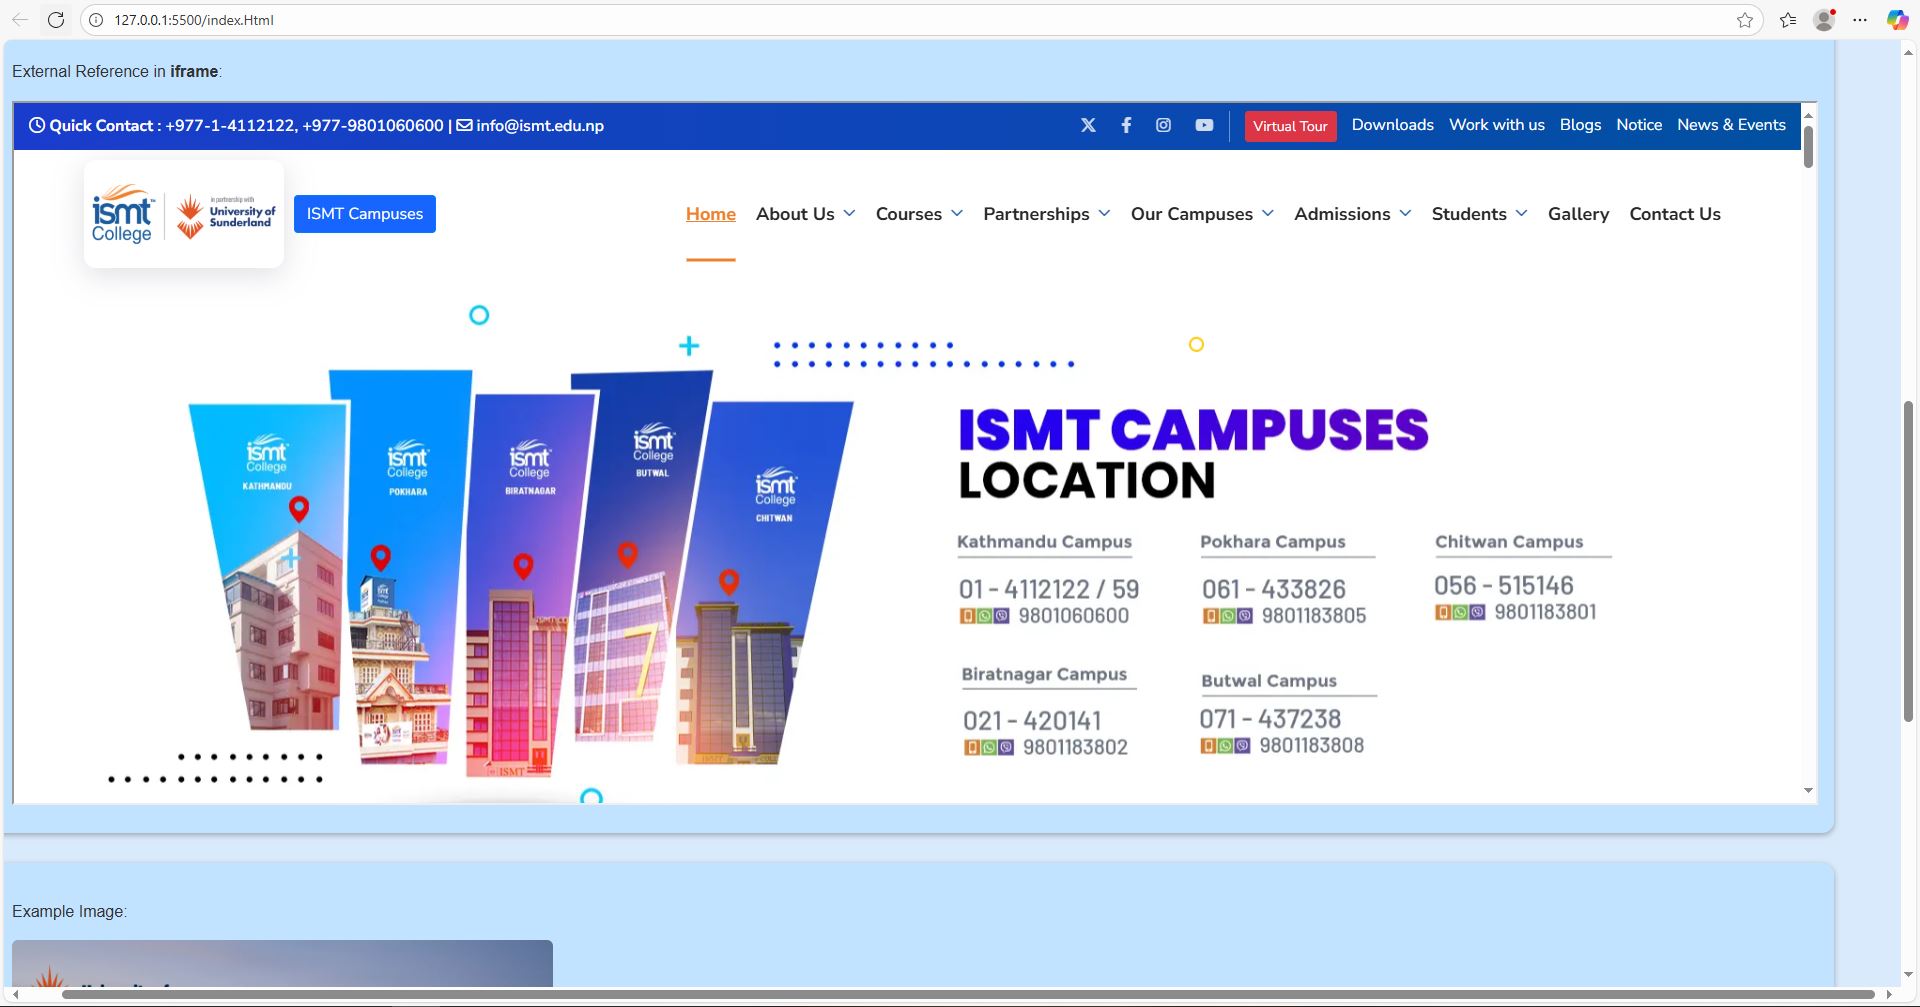 127.0.0.1:5500/index.Html
External Reference in iframe:
Quick Contact : +977-1-4112122, +977-9801060600 | info@ismt.edu.np
Virtual Tour Downloads Work with us Blogs Notice News & Events
ismt College
in partnership with
University of
Sunderland
ISMT Campuses
Home About Us Courses Partnerships Our Campuses Admissions Students Gallery Contact Us
ismt
College
KATHMANDU
ismt
College
POKHARA
ismt
College
BIRATNAGAR
ismt
College
BUTWAL
ismt
College
CHITWAN
ISMT
ISMT CAMPUSES
LOCATION
Kathmandu Campus
01 - 4112122 / 59
9801060600
Pokhara Campus
061 - 433826
9801183805
Chitwan Campus
056 - 515146
9801183801
Biratnagar Campus
021 - 420141
9801183802
Butwal Campus
071 - 437238
9801183808
Example Image: